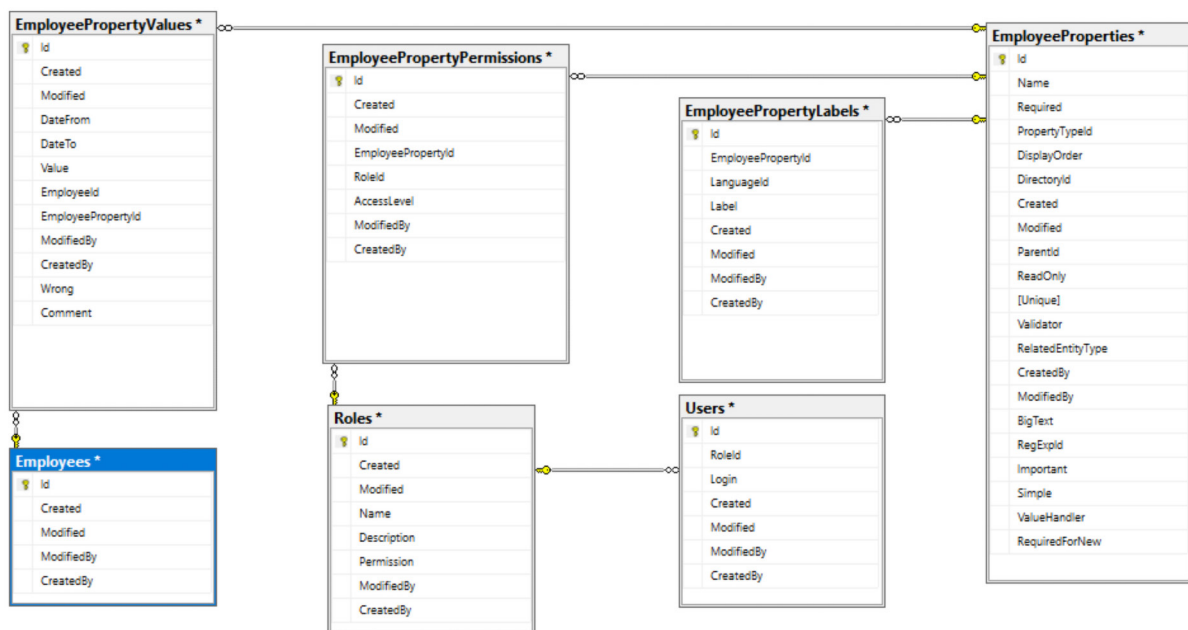 EmployeePropertyValues *
Id
Created
Modified
DateFrom
DateTo
Value
EmployeeId
EmployeePropertyId
ModifiedBy
CreatedBy
Wrong
Comment
EmployeePropertyPermissions *
Id
Created
Modified
EmployeePropertyId
RoleId
AccessLevel
ModifiedBy
CreatedBy
EmployeePropertyLabels *
Id
EmployeePropertyId
LanguageId
Label
Created
Modified
ModifiedBy
CreatedBy
EmployeeProperties *
Id
Name
Required
PropertyTypeId
DisplayOrder
DirectoryId
Created
Modified
ParentId
ReadOnly
[Unique]
Validator
RelatedEntityType
CreatedBy
ModifiedBy
BigText
RegExpId
Important
Simple
ValueHandler
RequiredForNew
Employees *
Id
Created
Modified
ModifiedBy
CreatedBy
Roles *
Id
Created
Modified
Name
Description
Permission
ModifiedBy
CreatedBy
Users *
Id
RoleId
Login
Created
Modified
ModifiedBy
CreatedBy